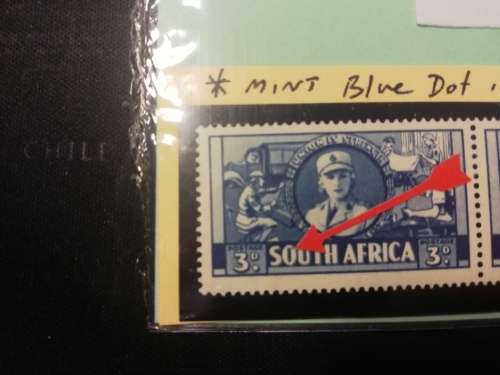 * MINT Blue Dot
CHILE
POSTAGE POSTAGE
3D. SOUTH AFRICA 3D.